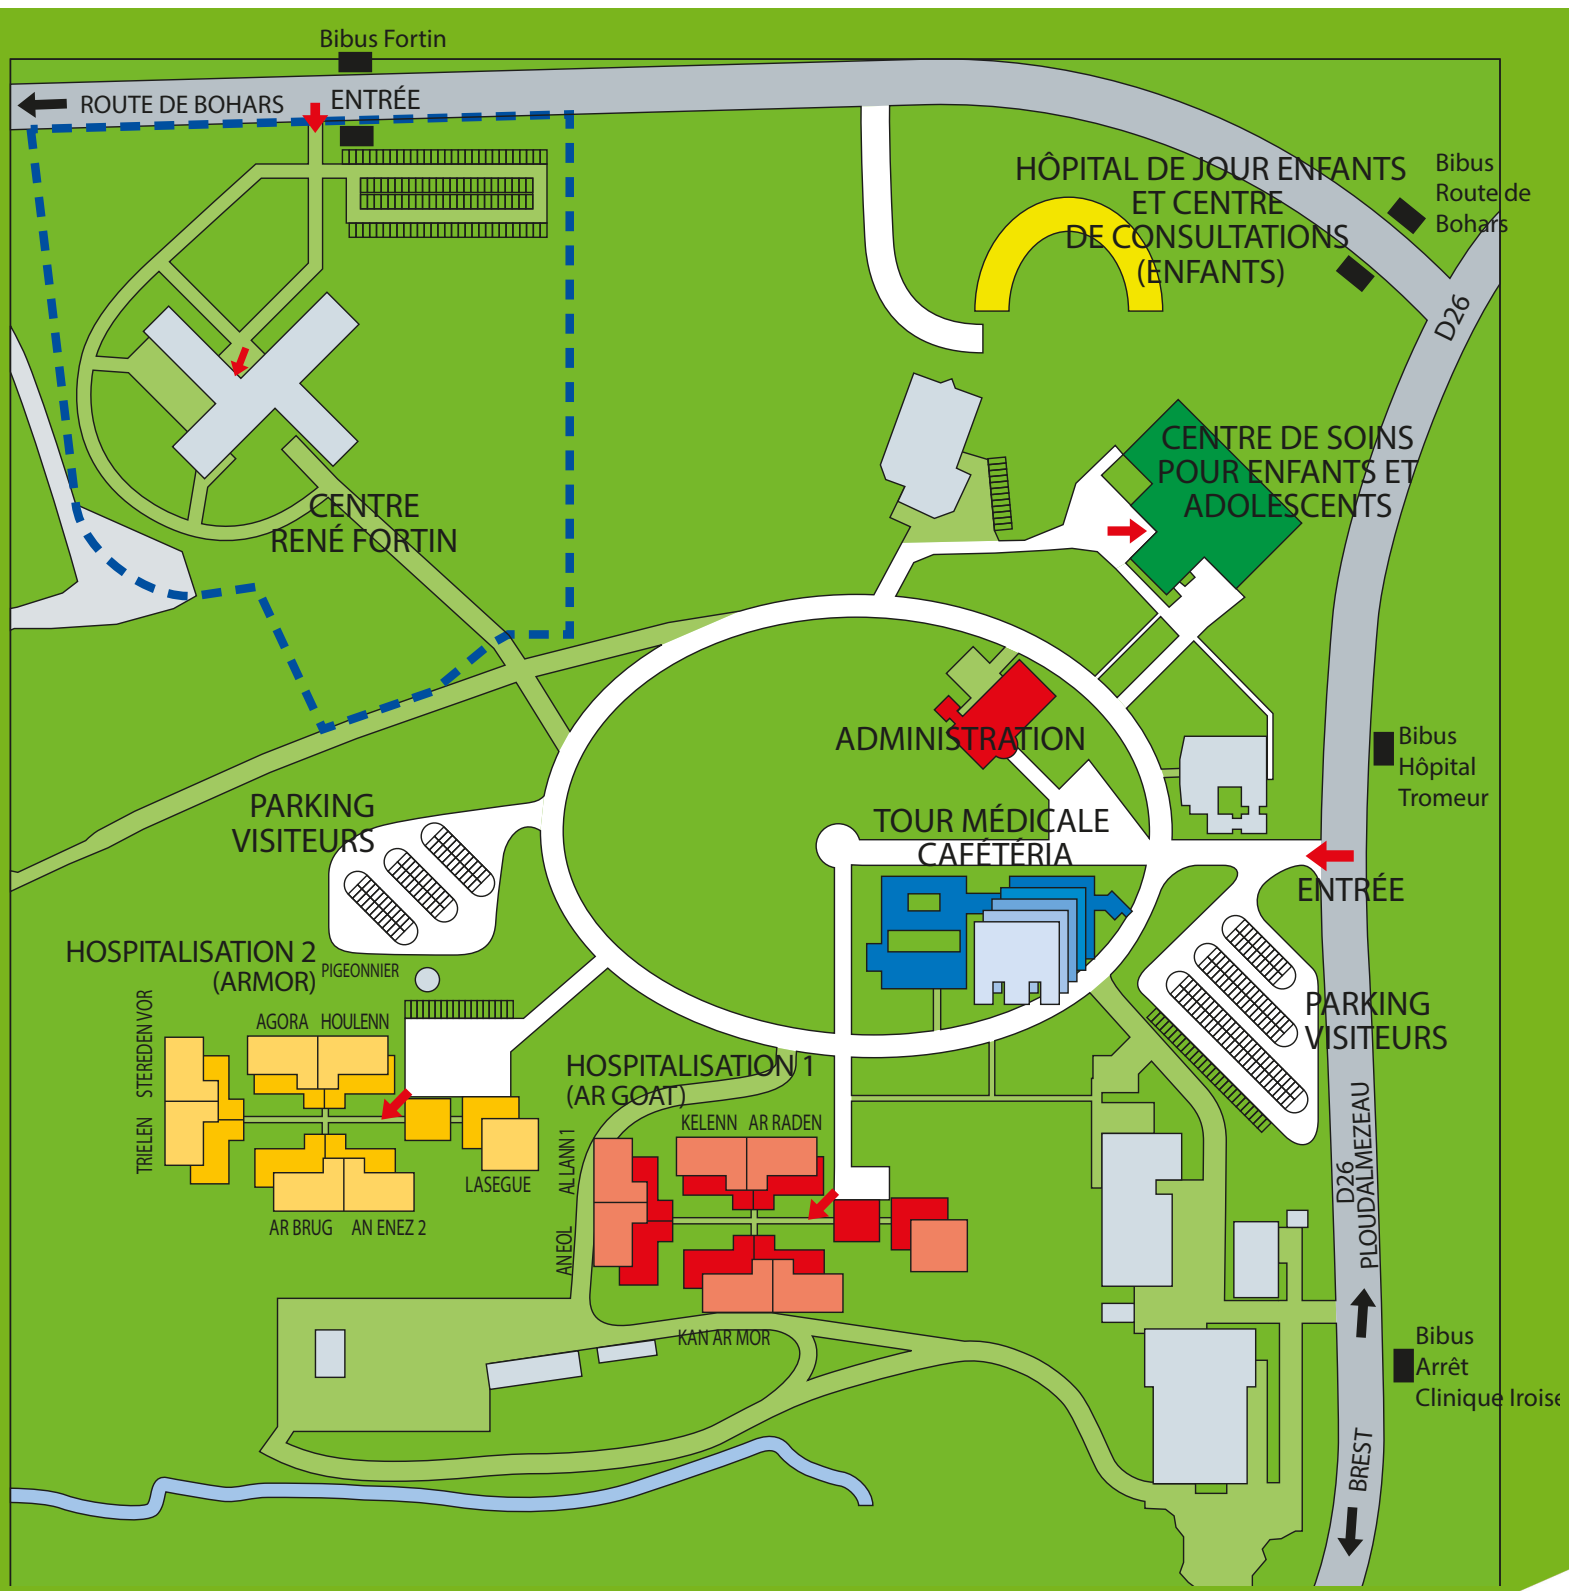 Bibus Fortin
ROUTE DE BOHARS
ENTRÉE
HÔPITAL DE JOUR ENFANTS
ET CENTRE
DE CONSULTATIONS
(ENFANTS)
Bibus
Route de
Bohars
D26
CENTRE DE SOINS
POUR ENFANTS ET
ADOLESCENTS
CENTRE
RENÉ FORTIN
ADMINISTRATION
Bibus
Hôpital
Tromeur
PARKING
VISITEURS
TOUR MÉDICALE
CAFÉTÉRIA
ENTRÉE
HOSPITALISATION 2
(ARMOR)
PIGEONNIER
PARKING
VISITEURS
STEREDEN VOR
TRIELEN
AGORA
HOULENN
LASEGUE
AR BRUG
AN ENEZ 2
HOSPITALISATION 1
(AR GOAT)
KELENN
AR RADEN
AL LANN 1
AN EOL
KAN AR MOR
D26
PLOUDALMEZEAU
Bibus
Arrêt
Clinique Iroise
BREST